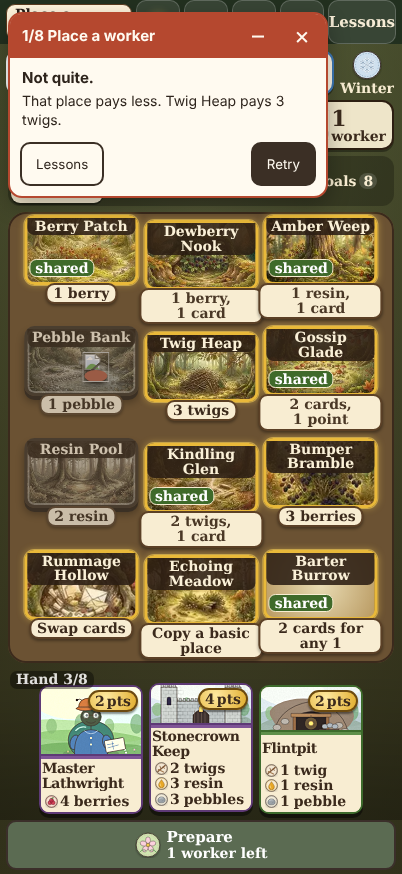 1/8 Place a worker
Not quite.
That place pays less. Twig Heap pays 3
twigs.
Lessons
Retry
Lessons
Winter
1
worker
oals 8
Berry Patch
shared
1 berry
Dewberry
Nook
1 berry,
1 card
Amber Weep
shared
1 resin,
1 card
Pebble Bank
1 pebble
Twig Heap
3 twigs
Gossip
Glade
shared
2 cards,
1 point
Resin Pool
2 resin
Kindling
Glen
shared
2 twigs,
1 card
Bumper
Bramble
3 berries
Rummage
Hollow
Swap cards
Echoing
Meadow
Copy a basic
place
Barter
Burrow
shared
2 cards for
any 1
Hand 3/8
2 pts
Master
Lathwright
4 berries
4 pts
Stonecrown
Keep
2 twigs
3 resin
3 pebbles
2 pts
Flintpit
1 twig
1 resin
1 pebble
Prepare
1 worker left